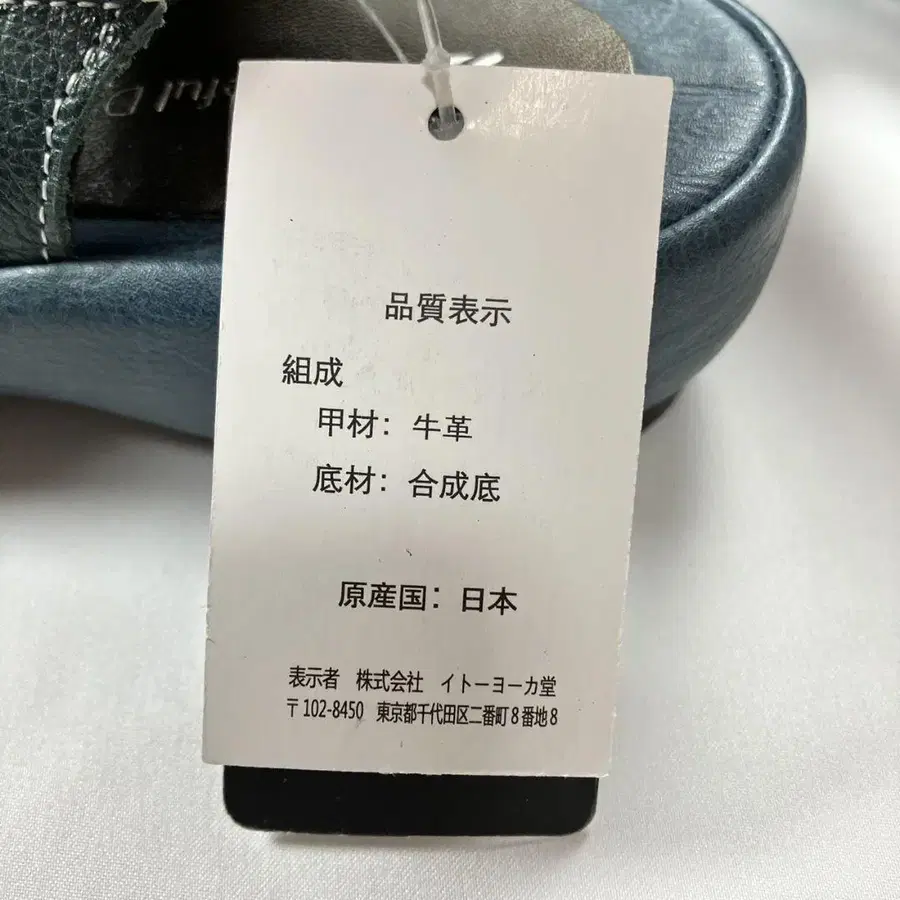 品質表示
組成
甲材: 牛革
底材: 合成底
原産国: 日本
表示者 株式会社 イトーヨーカ堂
〒102-8450 東京都千代田区二番町8番地8